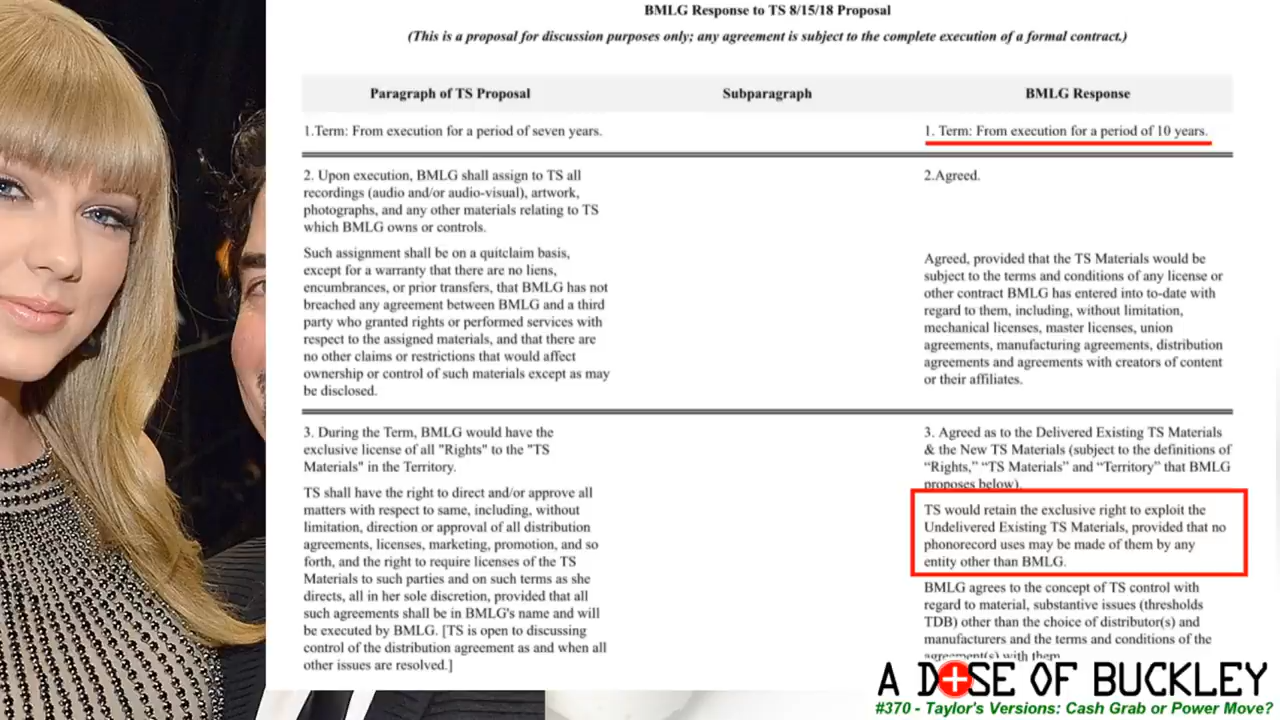 BMLG Response to TS 8/15/18 Proposal
(This is a proposal for discussion purposes only; any agreement is subject to the complete execution of a formal contract.)
Paragraph of TS Proposal
Subparagraph
BMLG Response
1.Term: From execution for a period of seven years.
1. Term: From execution for a period of 10 years.
2. Upon execution, BMLG shall assign to TS all
recordings (audio and/or audio-visual), artwork,
photographs, and any other materials relating to TS
which BMLG owns or controls.
2.Agreed.
Such assignment shall be on a quitclaim basis,
except for a warranty that there are no liens,
encumbrances, or prior transfers, that BMLG has not
breached any agreement between BMLG and a third
party who granted rights or performed services with
respect to the assigned materials, and that there are
no other claims or restrictions that would affect
ownership or control of such materials except as may
be disclosed.
Agreed, provided that the TS Materials would be
subject to the terms and conditions of any license or
other contract BMLG has entered into to-date with
regard to them, including, without limitation,
mechanical licenses, master licenses, union
agreements, manufacturing agreements, distribution
agreements and agreements with creators of content
or their affiliates.
3. During the Term, BMLG would have the
exclusive license of all "Rights" to the "TS
Materials" in the Territory.
TS shall have the right to direct and/or approve all
matters with respect to same, including, without
limitation, direction or approval of all distribution
agreements, licenses, marketing, promotion, and so
forth, and the right to require licenses of the TS
Materials to such parties and on such terms as she
directs, all in her sole discretion, provided that all
such agreements shall be in BMLG's name and will
be executed by BMLG. [TS is open to discussing
control of the distribution agreement as and when all
other issues are resolved.]
3. Agreed as to the Delivered Existing TS Materials
& the New TS Materials (subject to the definitions of
“Rights,” “TS Materials” and “Territory” that BMLG
proposes below).
TS would retain the exclusive right to exploit the
Undelivered Existing TS Materials, provided that no
phonorecord uses may be made of them by any
entity other than BMLG.
BMLG agrees to the concept of TS control with
regard to material, substantive issues (thresholds
TDB) other than the choice of distributor(s) and
manufacturers and the terms and conditions of the
agreement(s) with them
A DOSE OF BUCKLEY
#370 - Taylor's Versions: Cash Grab or Power Move?